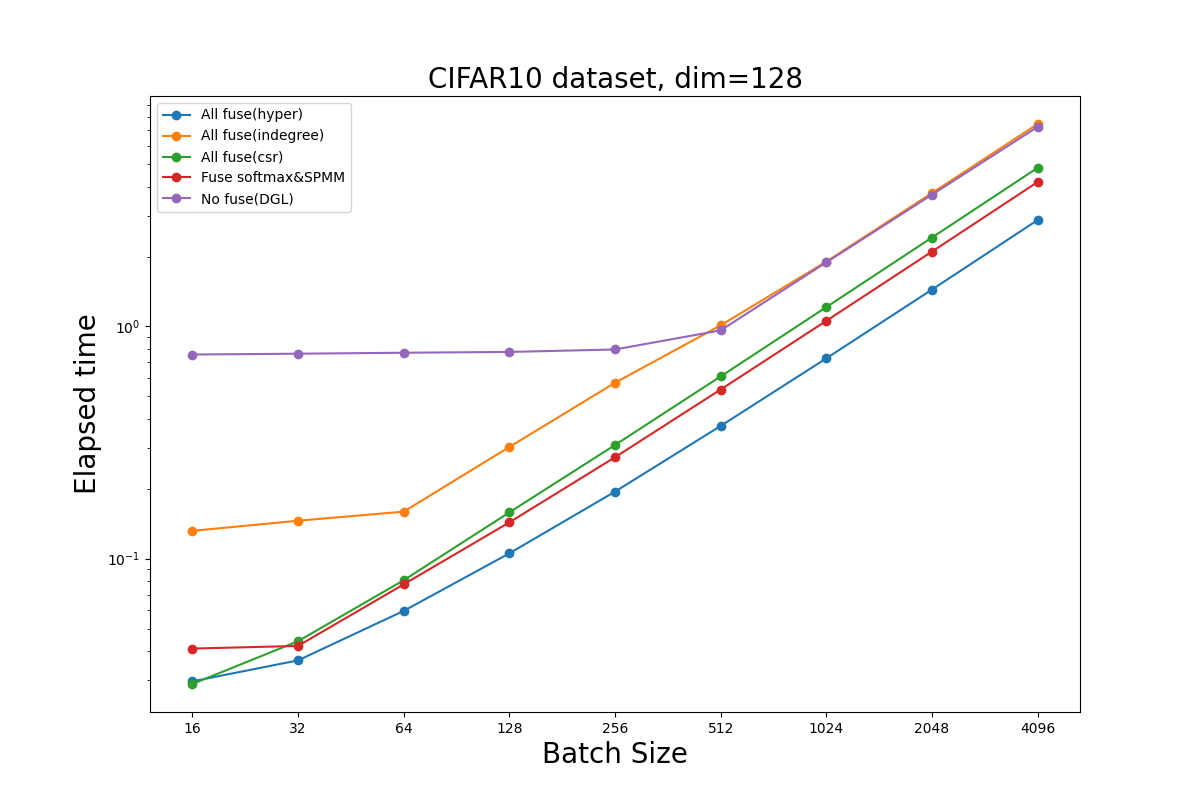 CIFAR10 dataset, dim=128
All fuse(hyper)
All fuse(indegree)
All fuse(csr)
Fuse softmax&SPMM
No fuse(DGL)
Elapsed time
10⁰
10⁻¹
16 32 64 128 256 512 1024 2048 4096
Batch Size